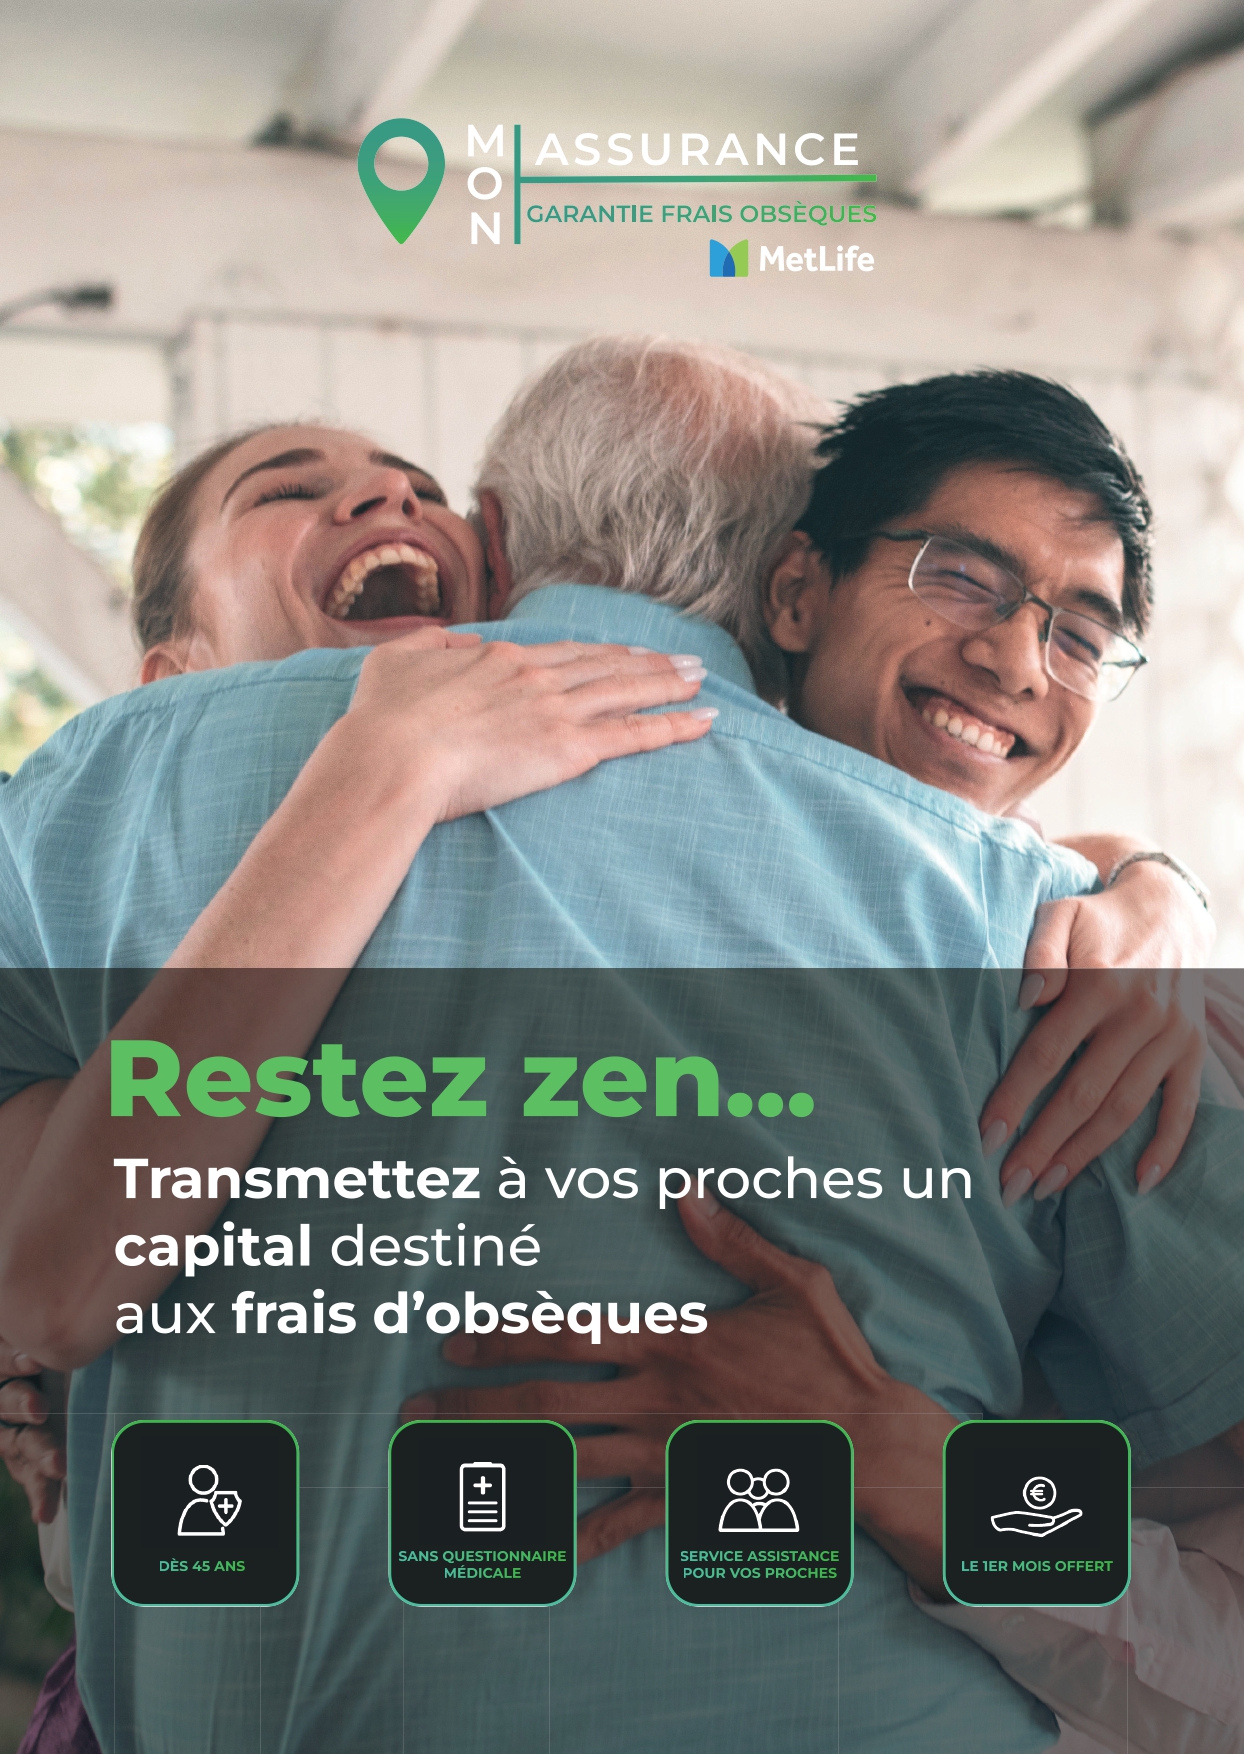 MON
ASSURANCE
GARANTIE FRAIS OBSÈQUES
MetLife
Restez zen...
Transmettez à vos proches un
capital destiné
aux frais d'obsèques
DÈS 45 ANS
SANS QUESTIONNAIRE
MÉDICALE
SERVICE ASSISTANCE
POUR VOS PROCHES
LE 1ER MOIS OFFERT